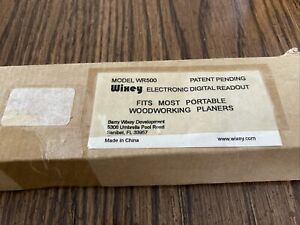 MODEL WR500 PATENT PENDING
Wixey ELECTRONIC DIGITAL READOUT
FITS MOST PORTABLE
WOODWORKING PLANERS
Barry Wixey Development
5306 Umbrella Pool Road
Sanibel, FL 33957
Made in China www.wixey.com